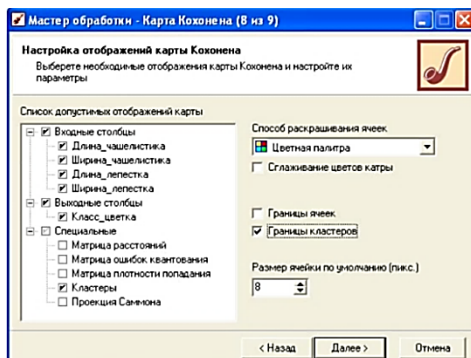 Мастер обработки - Карта Кохонена (8 из 9)
Настройка отображений карты Кохонена
Выберете необходимые отображения карты Кохонена и настройте их
параметры
Список допустимых отображений карты
Входные столбцы
Длина_чашелистика
Ширина_чашелистика
Длина_лепестка
Ширина_лепестка
Выходные столбцы
Класс_цветка
Специальные
Матрица расстояний
Матрица ошибок квантования
Матрица плотности попадания
Кластеры
Проекция Саммона
Способ раскрашивания ячеек
Цветная палитра
Сглаживание цветов катры
Границы ячеек
Границы кластеров
Размер ячейки по умолчанию (пикс.)
8
< Назад
Далее >
Отмена